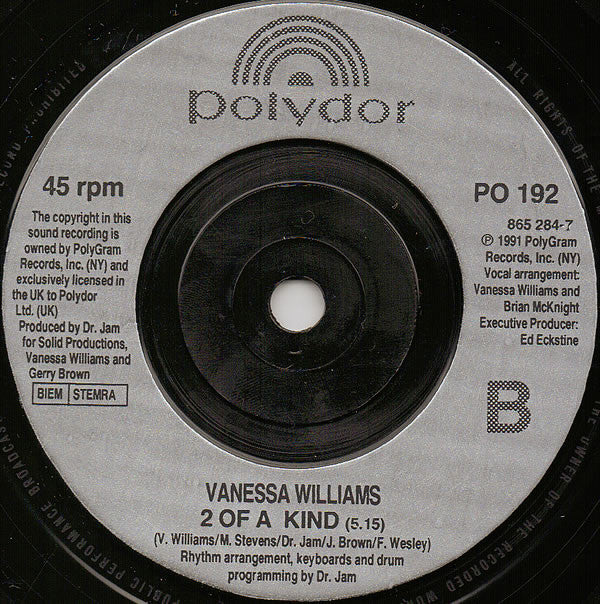 polydor
45 rpm
The copyright in this
sound recording is
owned by PolyGram
Records, Inc. (NY) and
exclusively licensed in
the UK to Polydor
Ltd. (UK)
Produced by Dr. Jam
for Solid Productions,
Vanessa Williams and
Gerry Brown
BIEM STEMRA
PO 192
865 284-7
℗ 1991 PolyGram
Records, Inc. (NY)
Vocal arrangement:
Vanessa Williams and
Brian McKnight
Executive Producer:
Ed Eckstine
B
VANESSA WILLIAMS
2 OF A KIND (5.15)
(V. Williams/M. Stevens/Dr. Jam/J. Brown/F. Wesley)
Rhythm arrangement, keyboards and drum
programming by Dr. Jam
ALL RIGHTS OF THE
THE OWNER OF THE RECORDED
PUBLIC PERFORMANCE BROADCAST
PROHIBITED